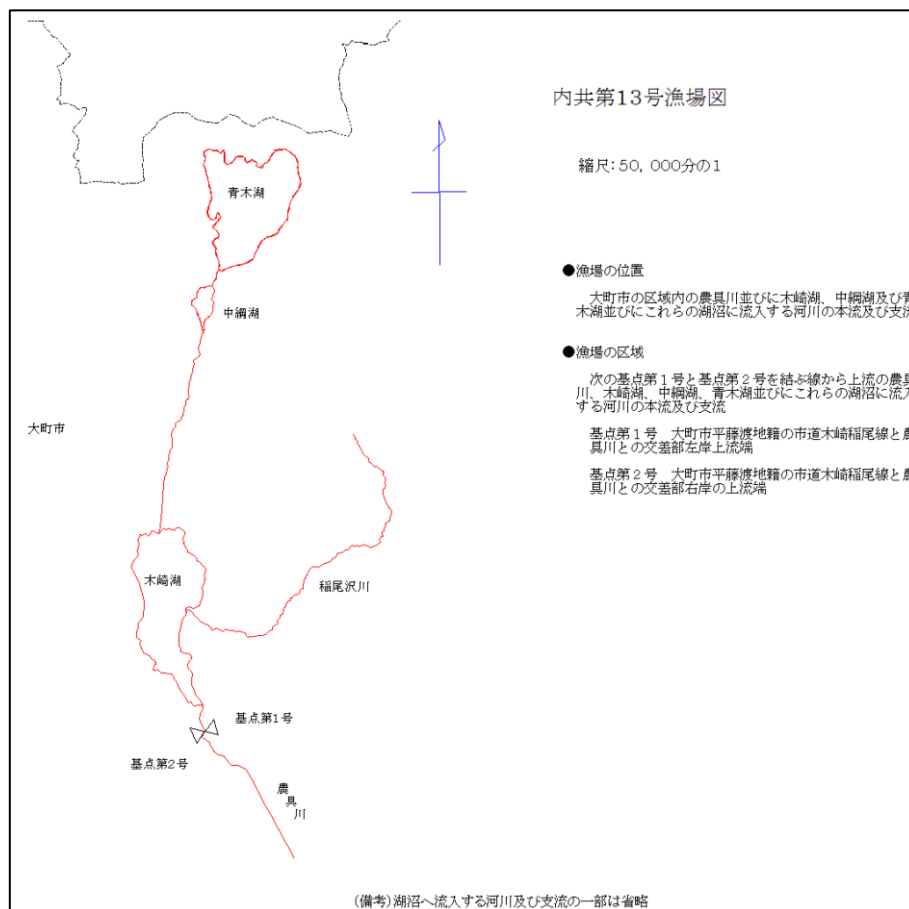 内共第13号漁場図
縮尺:50,000分の1
青木湖
●漁場の位置
大町市の区域内の農具川並びに木崎湖、中綱湖及び青
木湖並びにこれらの湖沼に流入する河川の本流及び支流
中綱湖
●漁場の区域
次の基点第1号と基点第2号を結ぶ線から上流の農具
川、木崎湖、中綱湖、青木湖並びにこれらの湖沼に流入
する河川の本流及び支流
大町市
基点第1号 大町市平藤渡地籍の市道木崎稲尾線と農
具川との交差部左岸上流端
基点第2号 大町市平藤渡地籍の市道木崎稲尾線と農
具川との交差部右岸の上流端
木崎湖
稲尾沢川
基点第1号
基点第2号
農具川
(備考)湖沼へ流入する河川及び支流の一部は省略